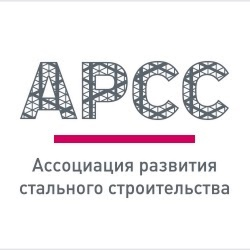 АРСС
Ассоциация развития
стального строительства